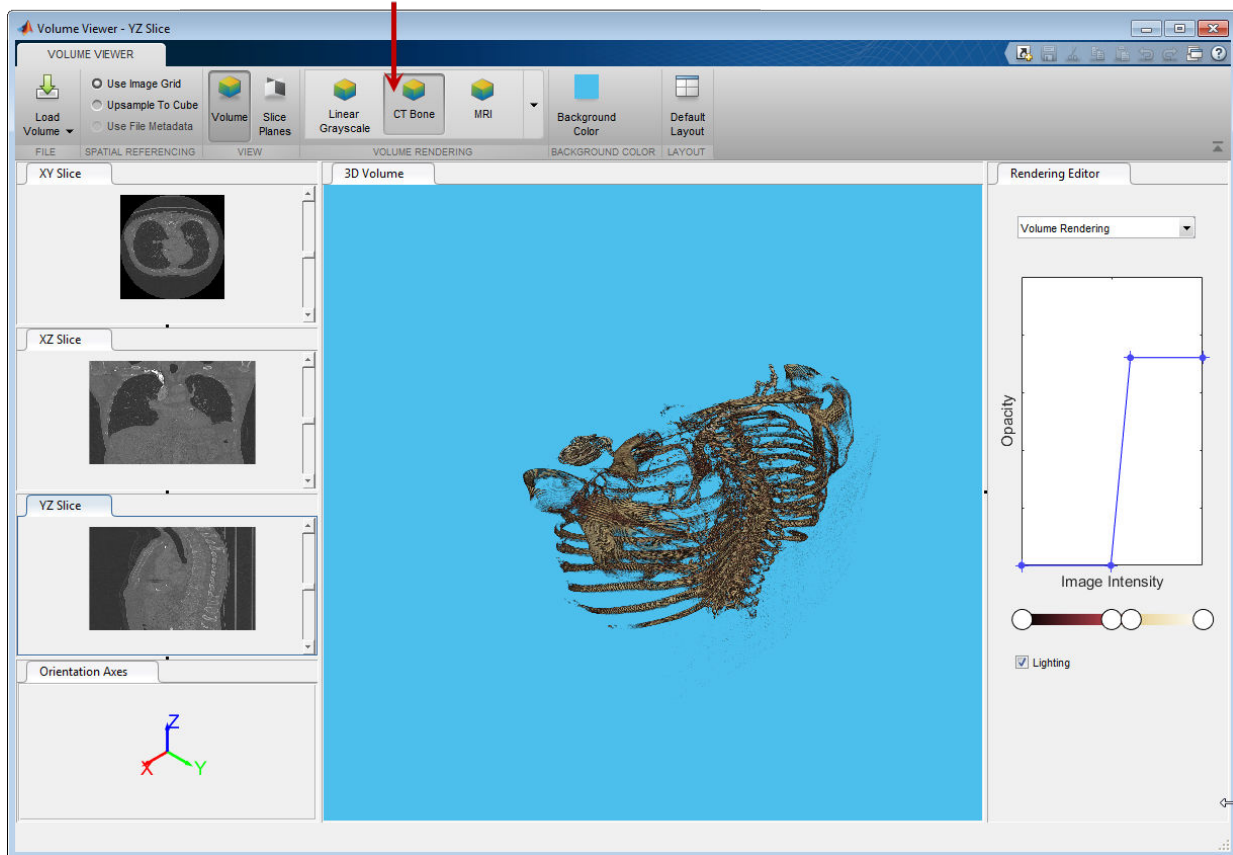 Volume Viewer - YZ Slice
VOLUME VIEWER
Load
Volume
Use Image Grid
Upsample To Cube
Use File Metadata
Volume
Slice
Planes
Linear
Grayscale
CT Bone
MRI
Background
Color
Default
Layout
FILE
SPATIAL REFERENCING
VIEW
VOLUME RENDERING
BACKGROUND COLOR
LAYOUT
XY Slice
XZ Slice
YZ Slice
Orientation Axes
Z
X
Y
3D Volume
Rendering Editor
Volume Rendering
Opacity
Image Intensity
Lighting